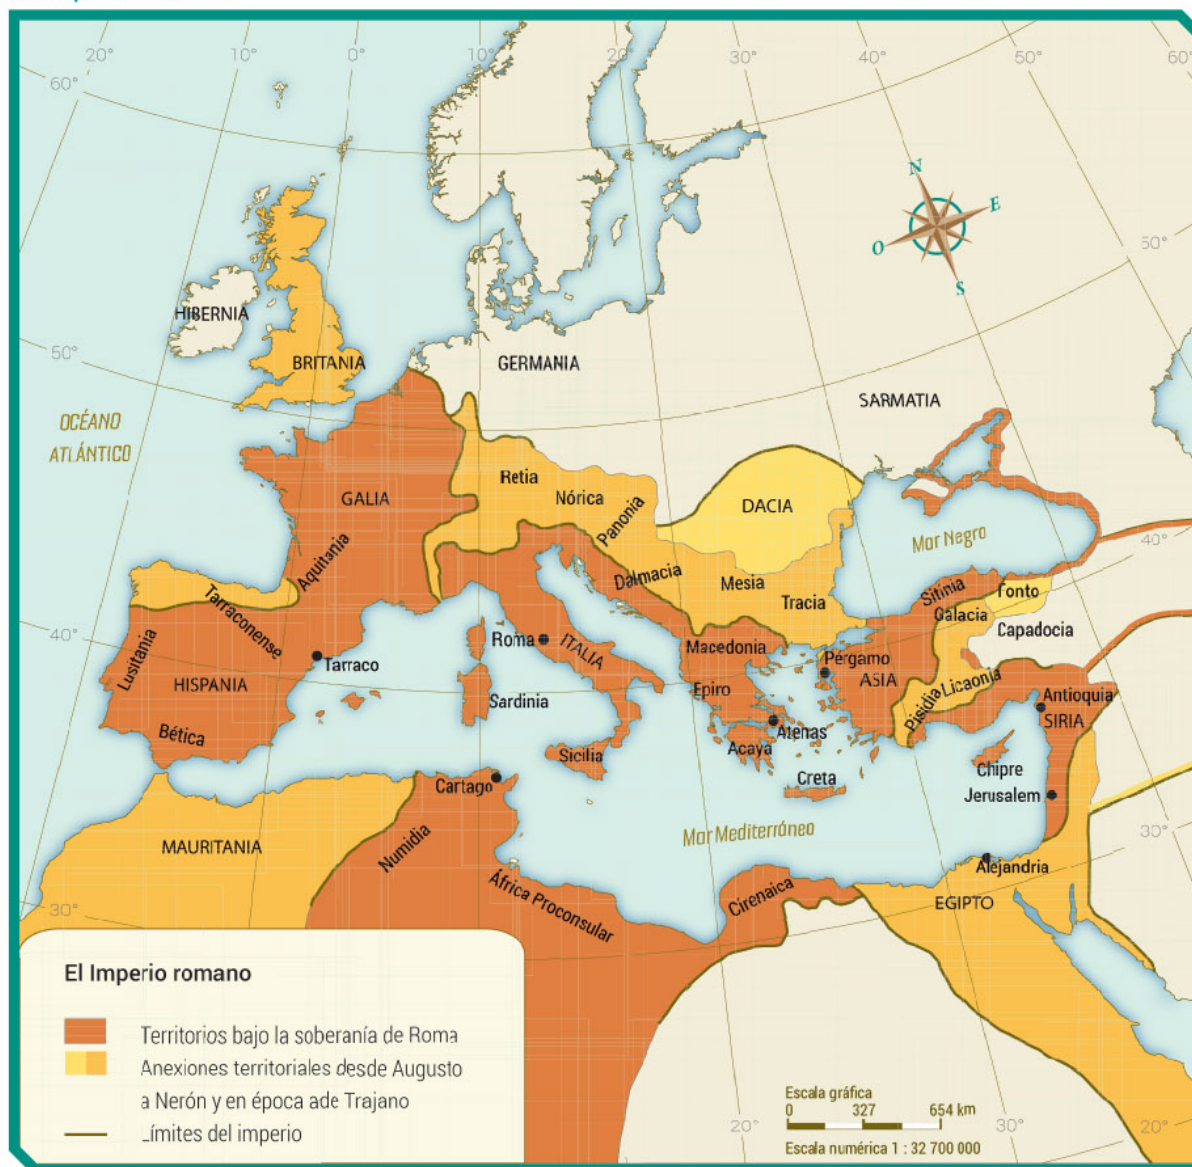 20°
10°
0°
10°
20°
30°
40°
50°
60°
60°
N
E
O
S
50°
HIBERNIA
BRITANIA
GERMANIA
50°
SARMATIA
OCÉANO
ATLÁNTICO
Retia
GALIA
Nórica
Panonia
DACIA
Mar Negro
40°
Aquitania
Dalmacia
Mesia
Tracia
Sitinia
Tonto
Galacia
Tarraconense
Capadocia
40°
Lusitania
Tarraco
Roma
ITALIA
Macedonia
Pérgamo
ASIA
HISPANIA
Sardinia
Epiro
Pisidia
Licaonia
Antioquia
SIRIA
Bética
Sicilia
Acaya
Atenas
Creta
Chipre
Jerusalem
Cartago
Mar Mediterráneo
30°
MAURITANIA
Numidia
África Proconsular
Cirenaica
Alejandria
EGIPTO
30°
El Imperio romano
Territorios bajo la soberanía de Roma
Anexiones territoriales desde Augusto
a Nerón y en época ade Trajano
Límites del imperio
Escala gráfica
0 327 654 km
Escala numérica 1 : 32 700 000
20°
30°
20°